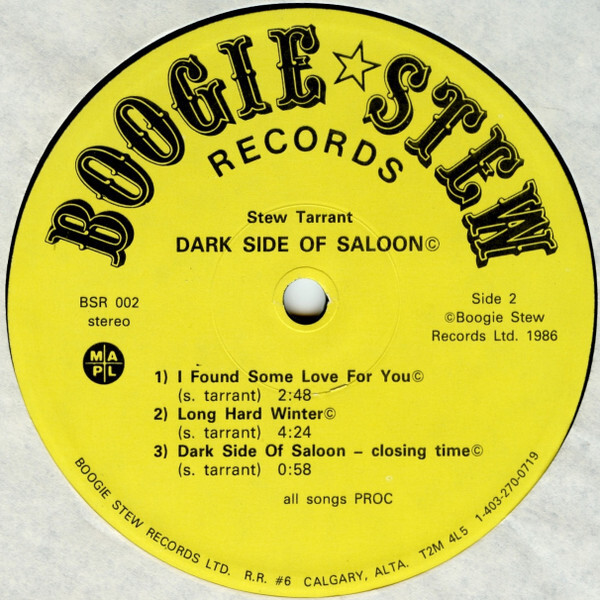 BOOGIE☆STEW
RECORDS
Stew Tarrant
DARK SIDE OF SALOON©
BSR 002
stereo
Side 2
©Boogie Stew
Records Ltd. 1986
MAPL
1) I Found Some Love For You©
(s. tarrant) 2:48
2) Long Hard Winter©
(s. tarrant) 4:24
3) Dark Side Of Saloon – closing time©
(s. tarrant) 0:58
all songs PROC
BOOGIE STEW RECORDS LTD. R.R. #6 CALGARY, ALTA. T2M 4L5 1-403-270-0719